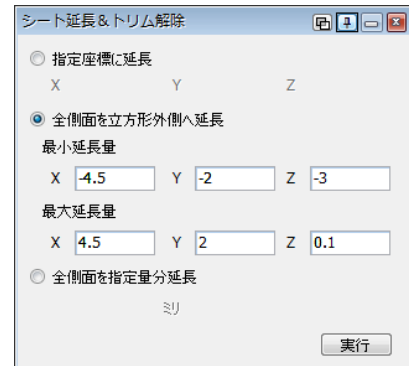 シート延長&トリム解除
指定座標に延長
X Y Z
全側面を立方形外側へ延長
最小延長量
X -4.5 Y -2 Z -3
最大延長量
X 4.5 Y 2 Z 0.1
全側面を指定量分延長
ミリ
実行